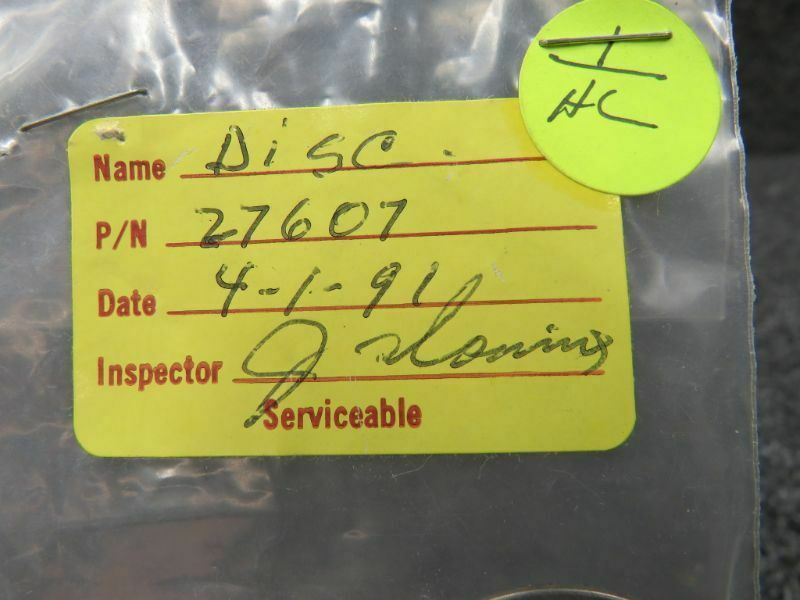 I
HC
Name Disc.
P/N 27607
Date 4-1-91
Inspector J
Serviceable